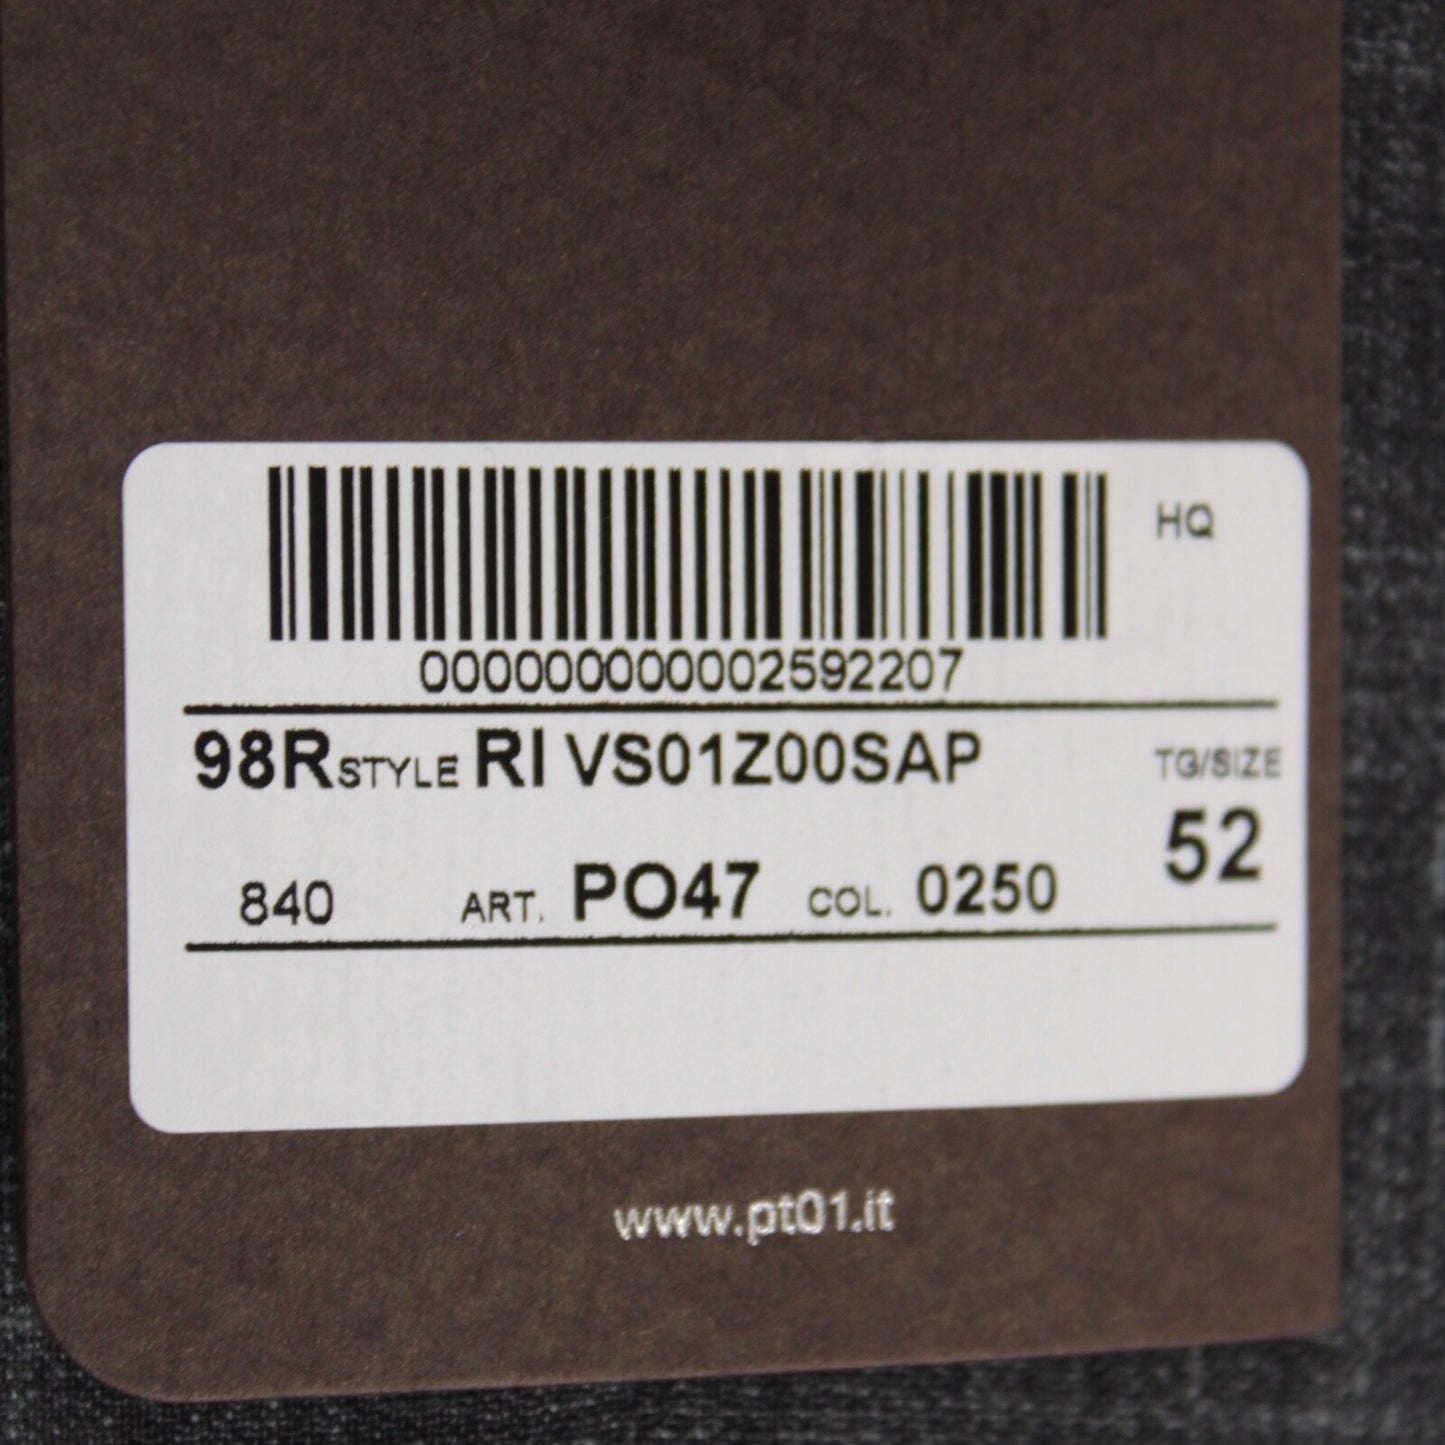 HQ
000000000002592207
98R STYLE RI VS01Z00SAP
TG/SIZE
52
840 ART. PO47 COL. 0250
www.pt01.it